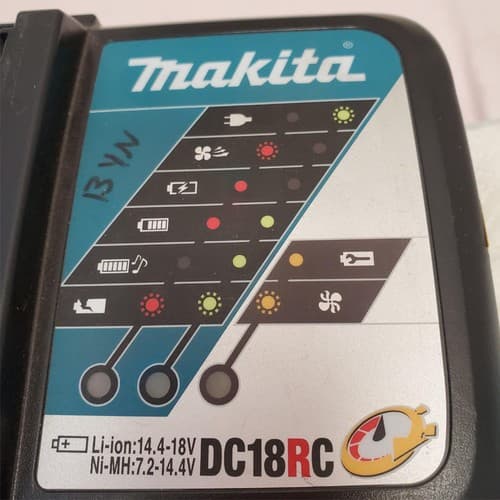 makita®
13 YN
Li-ion:14.4-18V
Ni-MH:7.2-14.4V
DC18RC